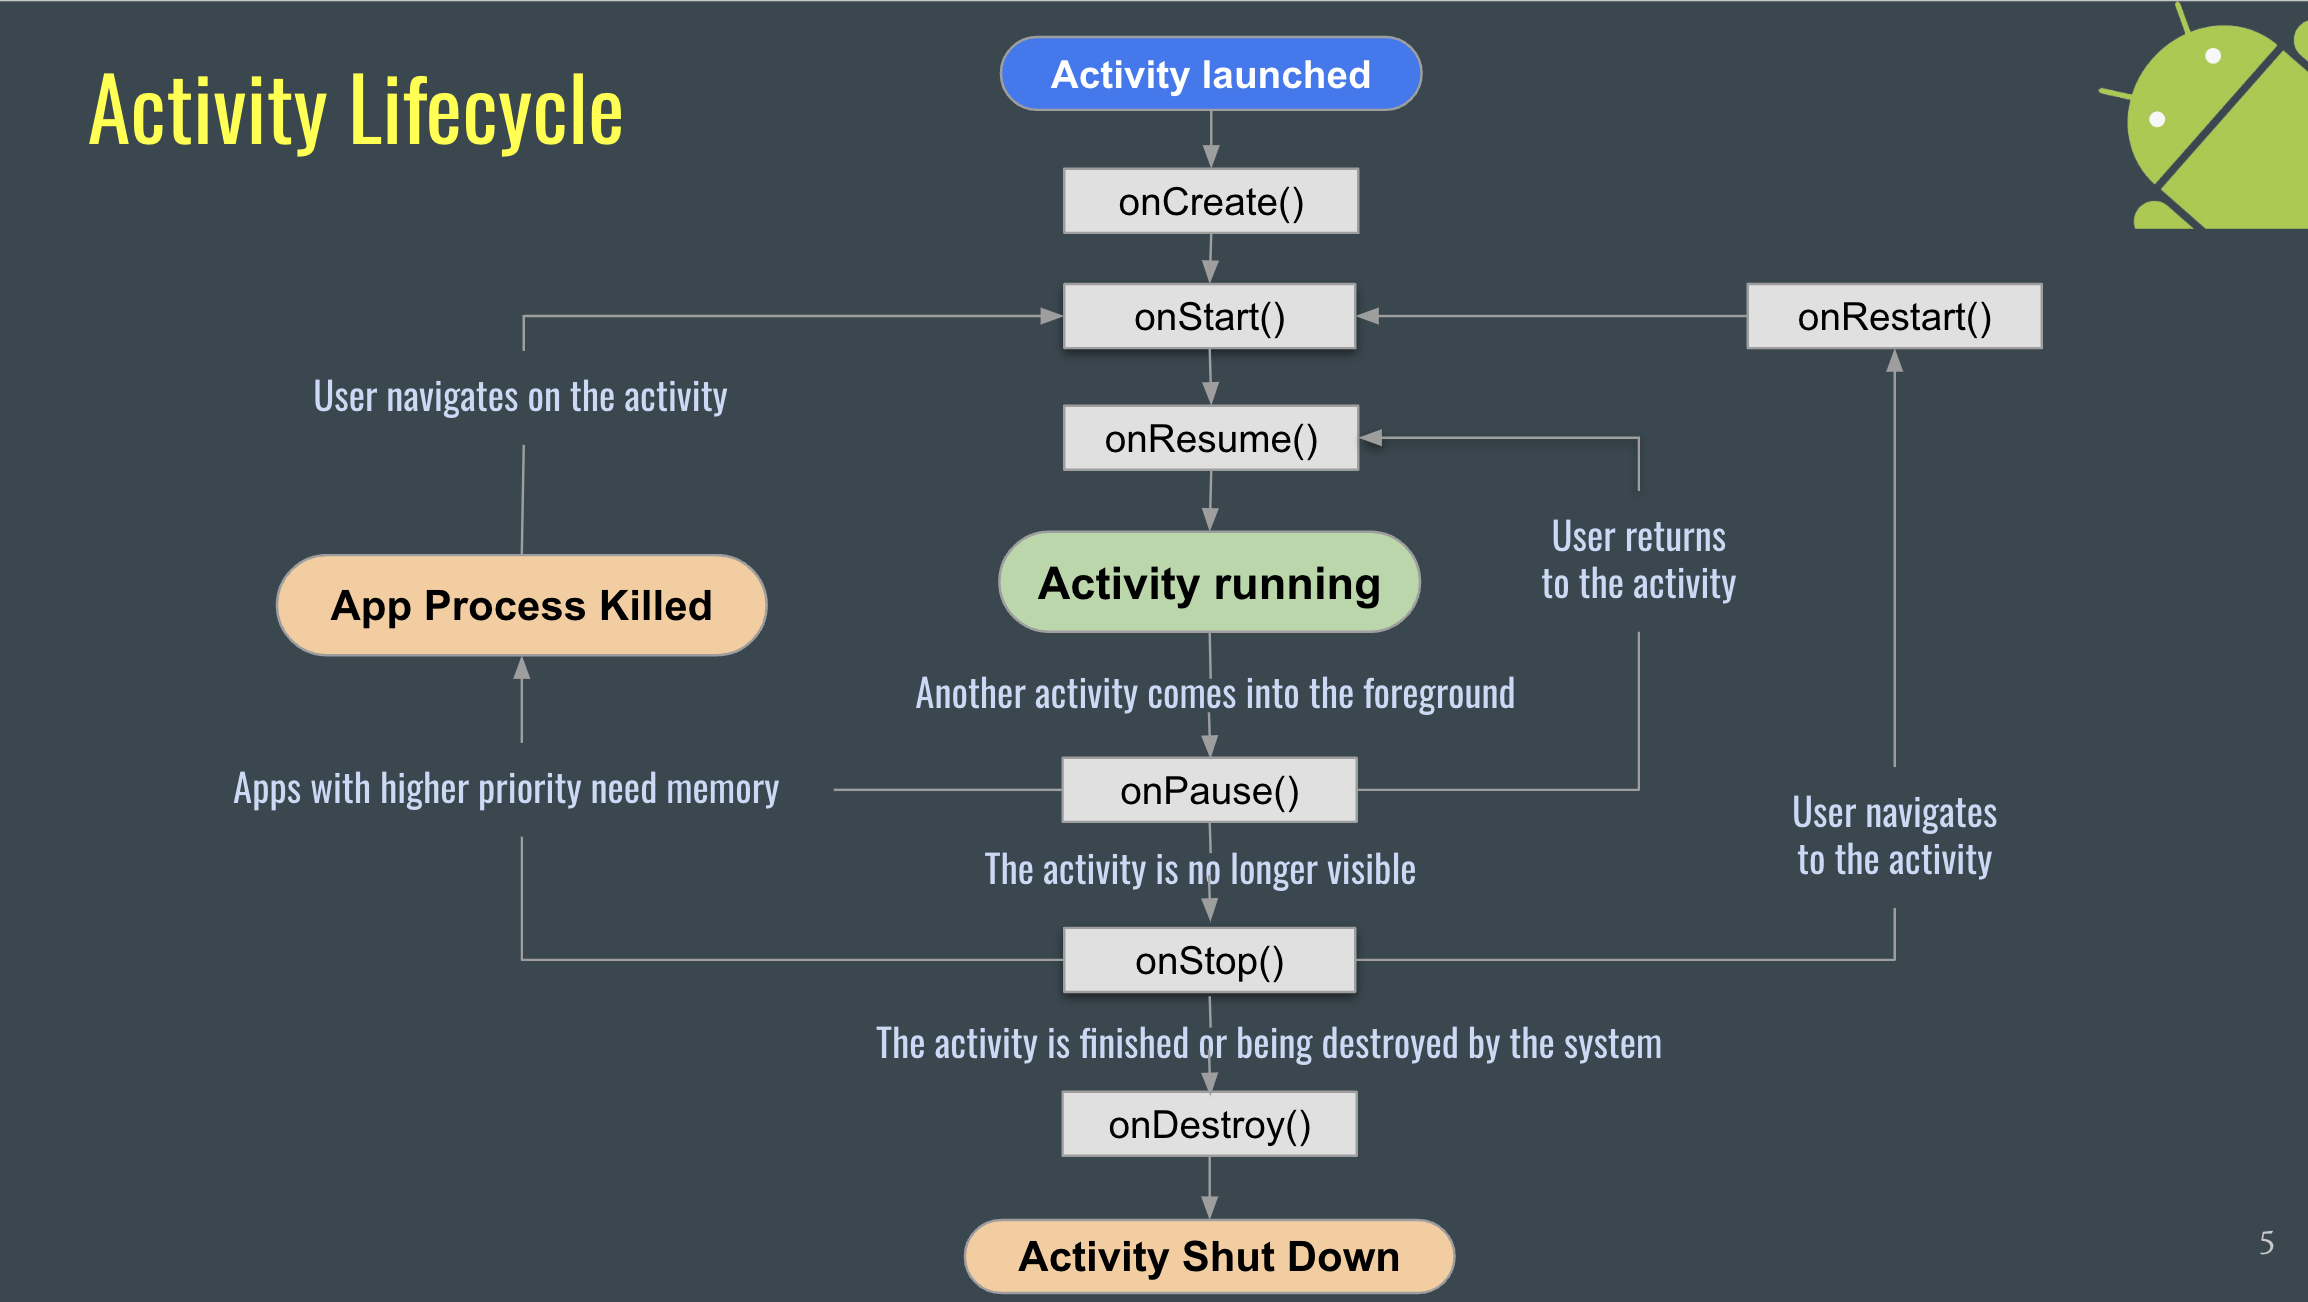 Activity Lifecycle
Activity launched
onCreate()
onStart()
onRestart()
User navigates on the activity
onResume()
User returns
to the activity
Activity running
App Process Killed
Another activity comes into the foreground
Apps with higher priority need memory
onPause()
User navigates
to the activity
The activity is no longer visible
onStop()
The activity is finished or being destroyed by the system
onDestroy()
Activity Shut Down
5